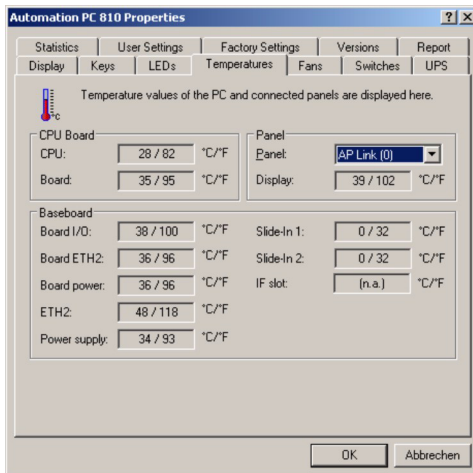 Automation PC 810 Properties
Statistics User Settings Factory Settings Versions Report
Display Keys LEDs Temperatures Fans Switches UPS
°C
Temperature values of the PC and connected panels are displayed here.
CPU Board
CPU: 28 / 82 °C/°F
Board: 35 / 95 °C/°F
Panel
Panel: AP Link (0)
Display: 39 / 102 °C/°F
Baseboard
Board I/O: 38 / 100 °C/°F Slide-In 1: 0 / 32 °C/°F
Board ETH2: 36 / 96 °C/°F Slide-In 2: 0 / 32 °C/°F
Board power: 36 / 96 °C/°F IF slot: (n.a.) °C/°F
ETH2: 48 / 118 °C/°F
Power supply: 34 / 93 °C/°F
OK Abbrechen